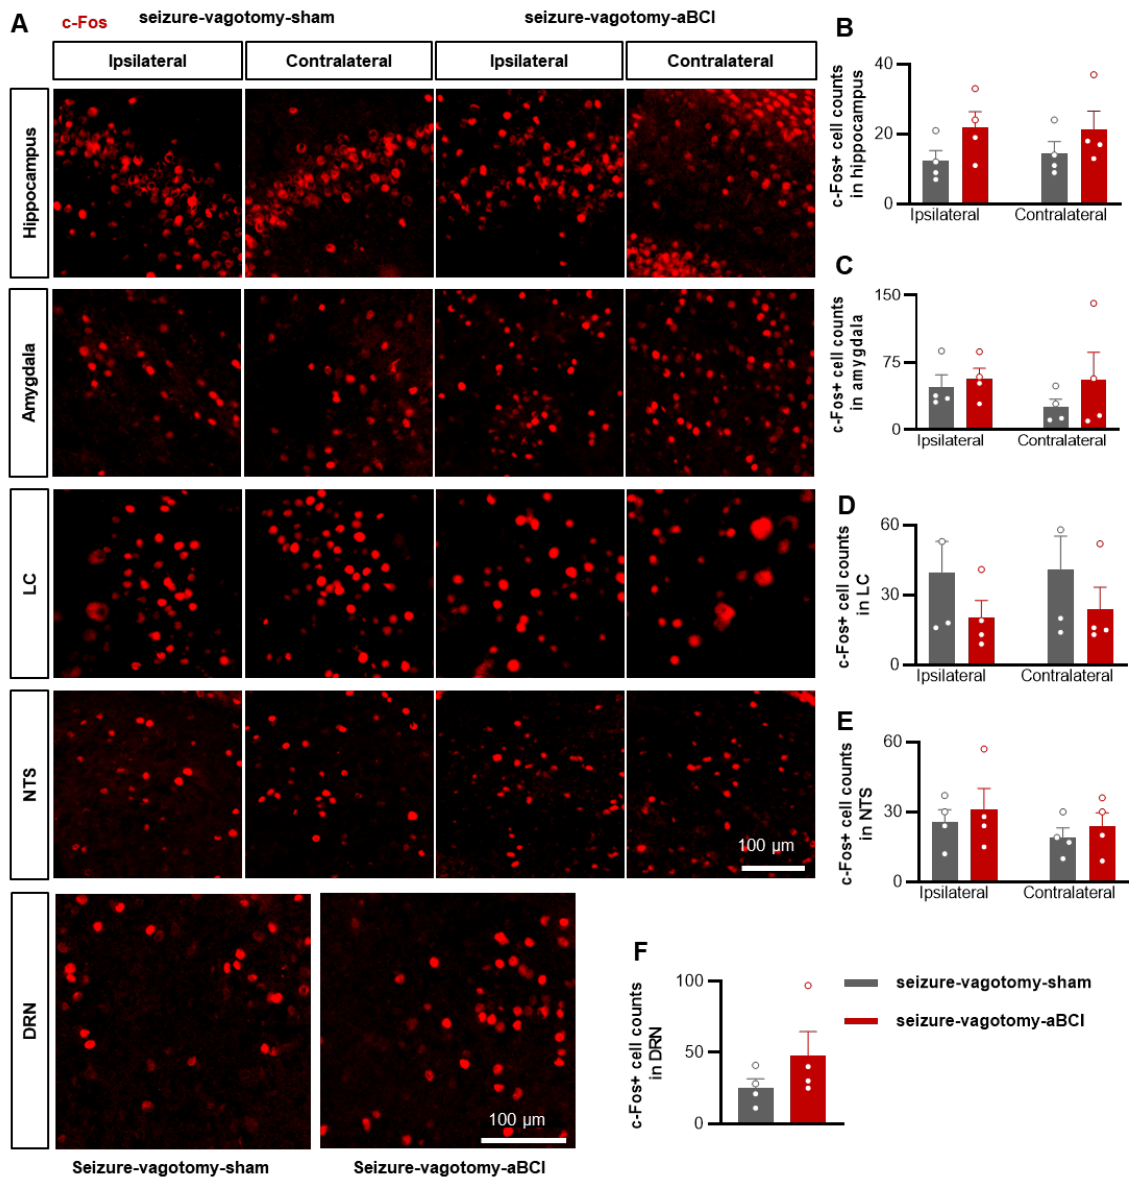 A
c-Fos
seizure-vagotomy-sham
seizure-vagotomy-aBCI
Ipsilateral
Contralateral
Ipsilateral
Contralateral
Hippocampus
Amygdala
LC
NTS
100 µm
DRN
100 µm
Seizure-vagotomy-sham
Seizure-vagotomy-aBCI
B
c-Fos+ cell counts
in hippocampus
40
20
0
Ipsilateral
Contralateral
C
c-Fos+ cell counts
in amygdala
150
75
0
Ipsilateral
Contralateral
D
c-Fos+ cell counts
in LC
60
30
0
Ipsilateral
Contralateral
E
c-Fos+ cell counts
in NTS
60
30
0
Ipsilateral
Contralateral
F
c-Fos+ cell counts
in DRN
100
50
0
seizure-vagotomy-sham
seizure-vagotomy-aBCI